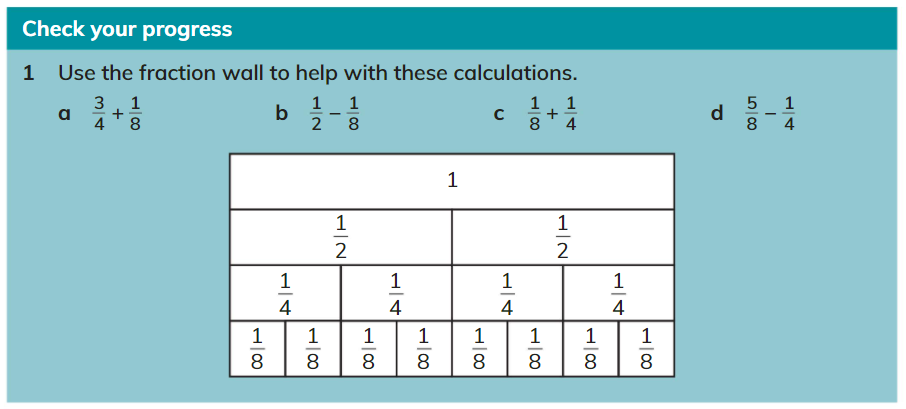 Check your progress
1 Use the fraction wall to help with these calculations.
a 3/4 + 1/8 b 1/2 − 1/8 c 1/8 + 1/4 d 5/8 − 1/4
1
1/2 1/2
1/4 1/4 1/4 1/4
1/8 1/8 1/8 1/8 1/8 1/8 1/8 1/8